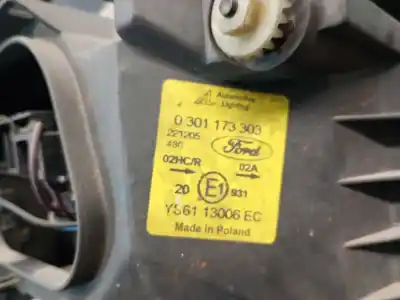 Automotive
Lighting
0 301 173 303
221205
Ford
02HC/R
02A
20
E1
931
YS61 13006 EC
Made in Poland